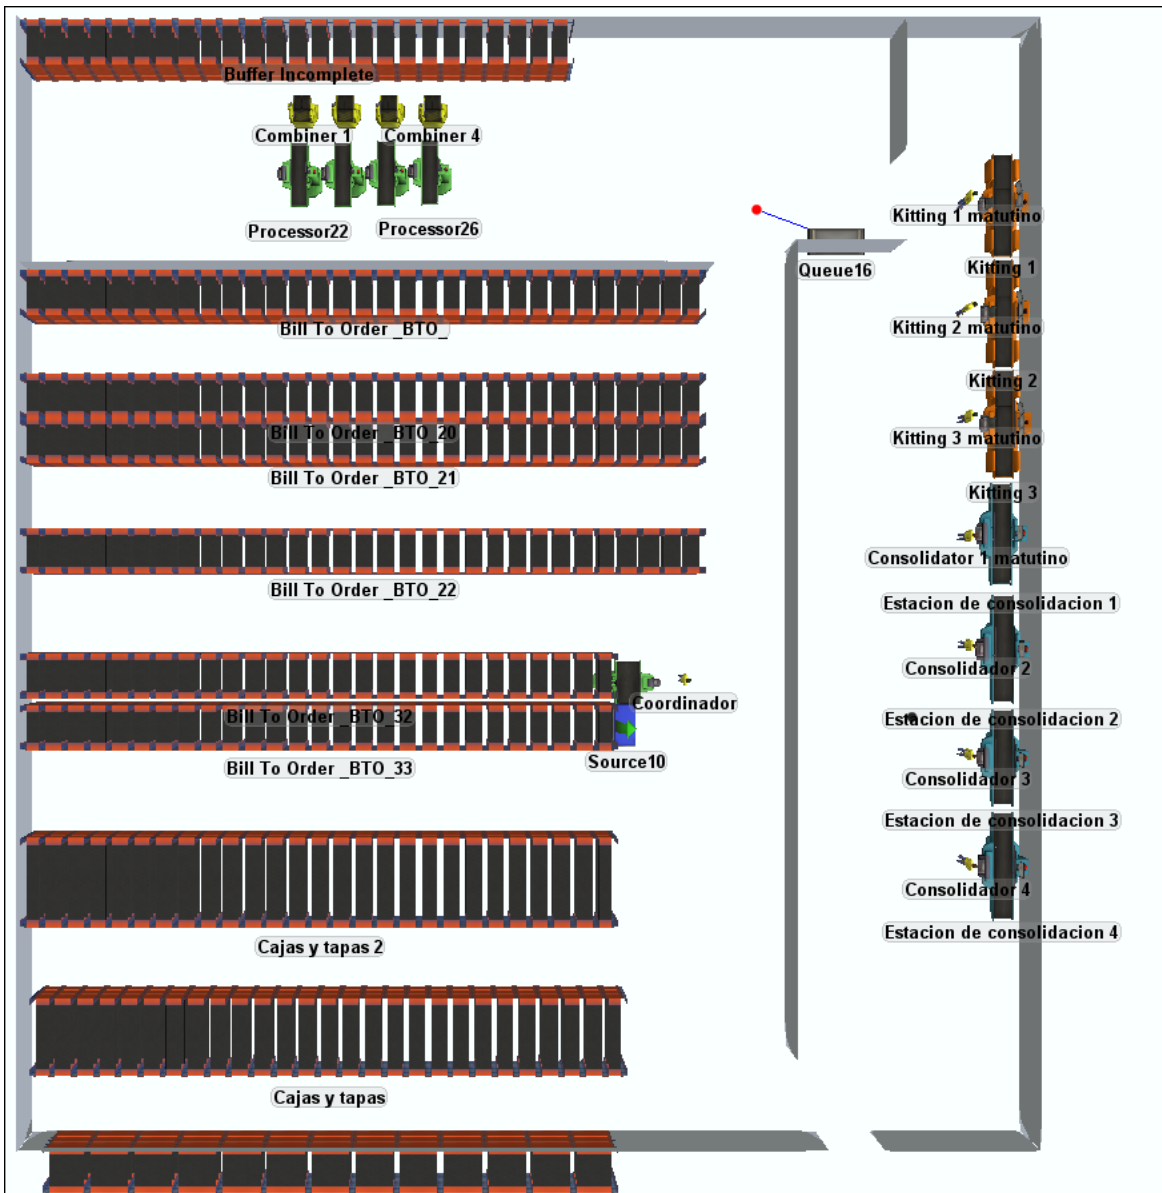 Buffer Incomplete
Combiner 1
Combiner 4
Processor22
Processor26
Kitting 1 matutino
Queue16
Kitting 1
Bill To Order _BTO_
Kitting 2 matutino
Kitting 2
Bill To Order _BTO_20
Kitting 3 matutino
Bill To Order _BTO_21
Kitting 3
Consolidator 1 matutino
Bill To Order _BTO_22
Estacion de consolidacion 1
Consolidador 2
Coordinador
Bill To Order _BTO_32
Estacion de consolidacion 2
Source10
Bill To Order _BTO_33
Consolidador 3
Estacion de consolidacion 3
Consolidador 4
Estacion de consolidacion 4
Cajas y tapas 2
Cajas y tapas